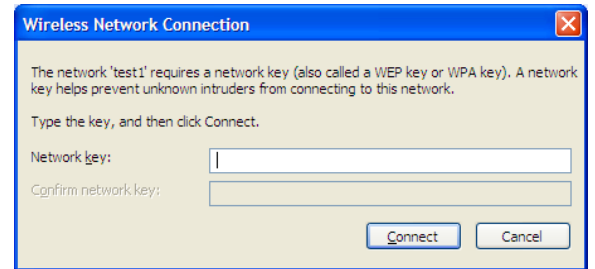 Wireless Network Connection
The network 'test1' requires a network key (also called a WEP key or WPA key). A network
key helps prevent unknown intruders from connecting to this network.
Type the key, and then click Connect.
Network key:
Confirm network key:
Connect Cancel